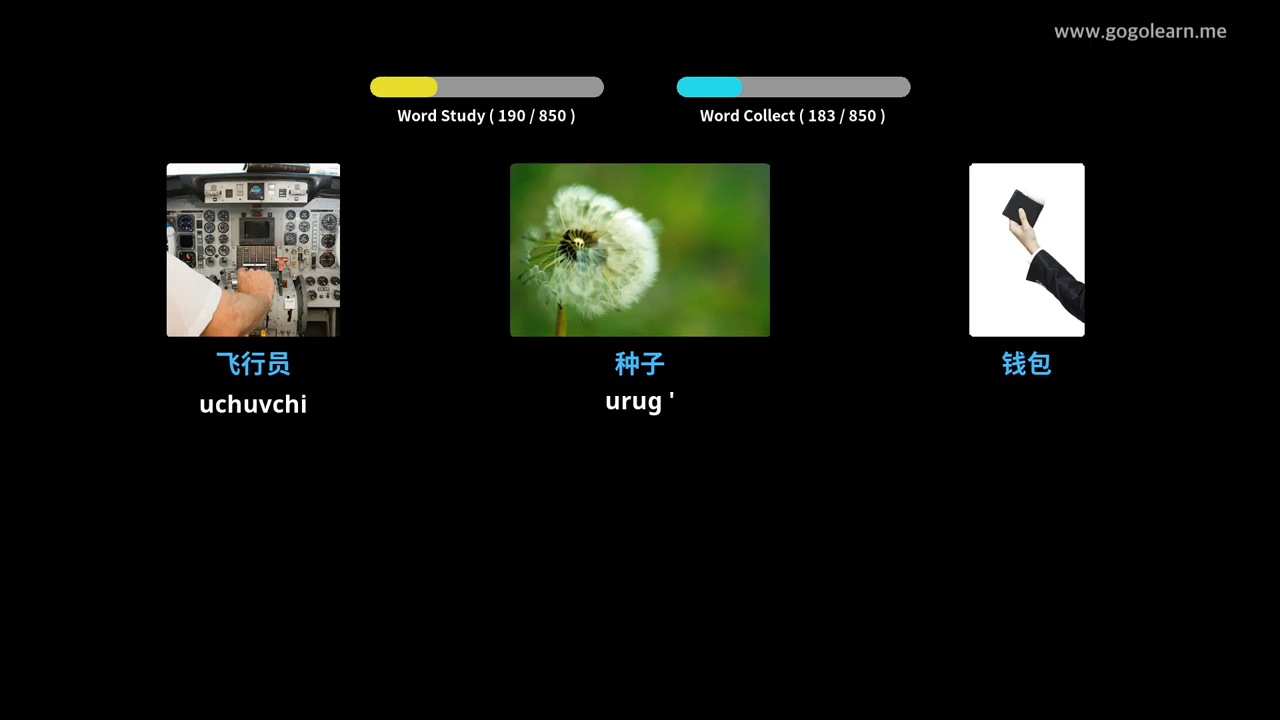 www.gogolearn.me
Word Study ( 190 / 850 )
Word Collect ( 183 / 850 )
飞行员
种子
钱包
uchuvchi
urug '